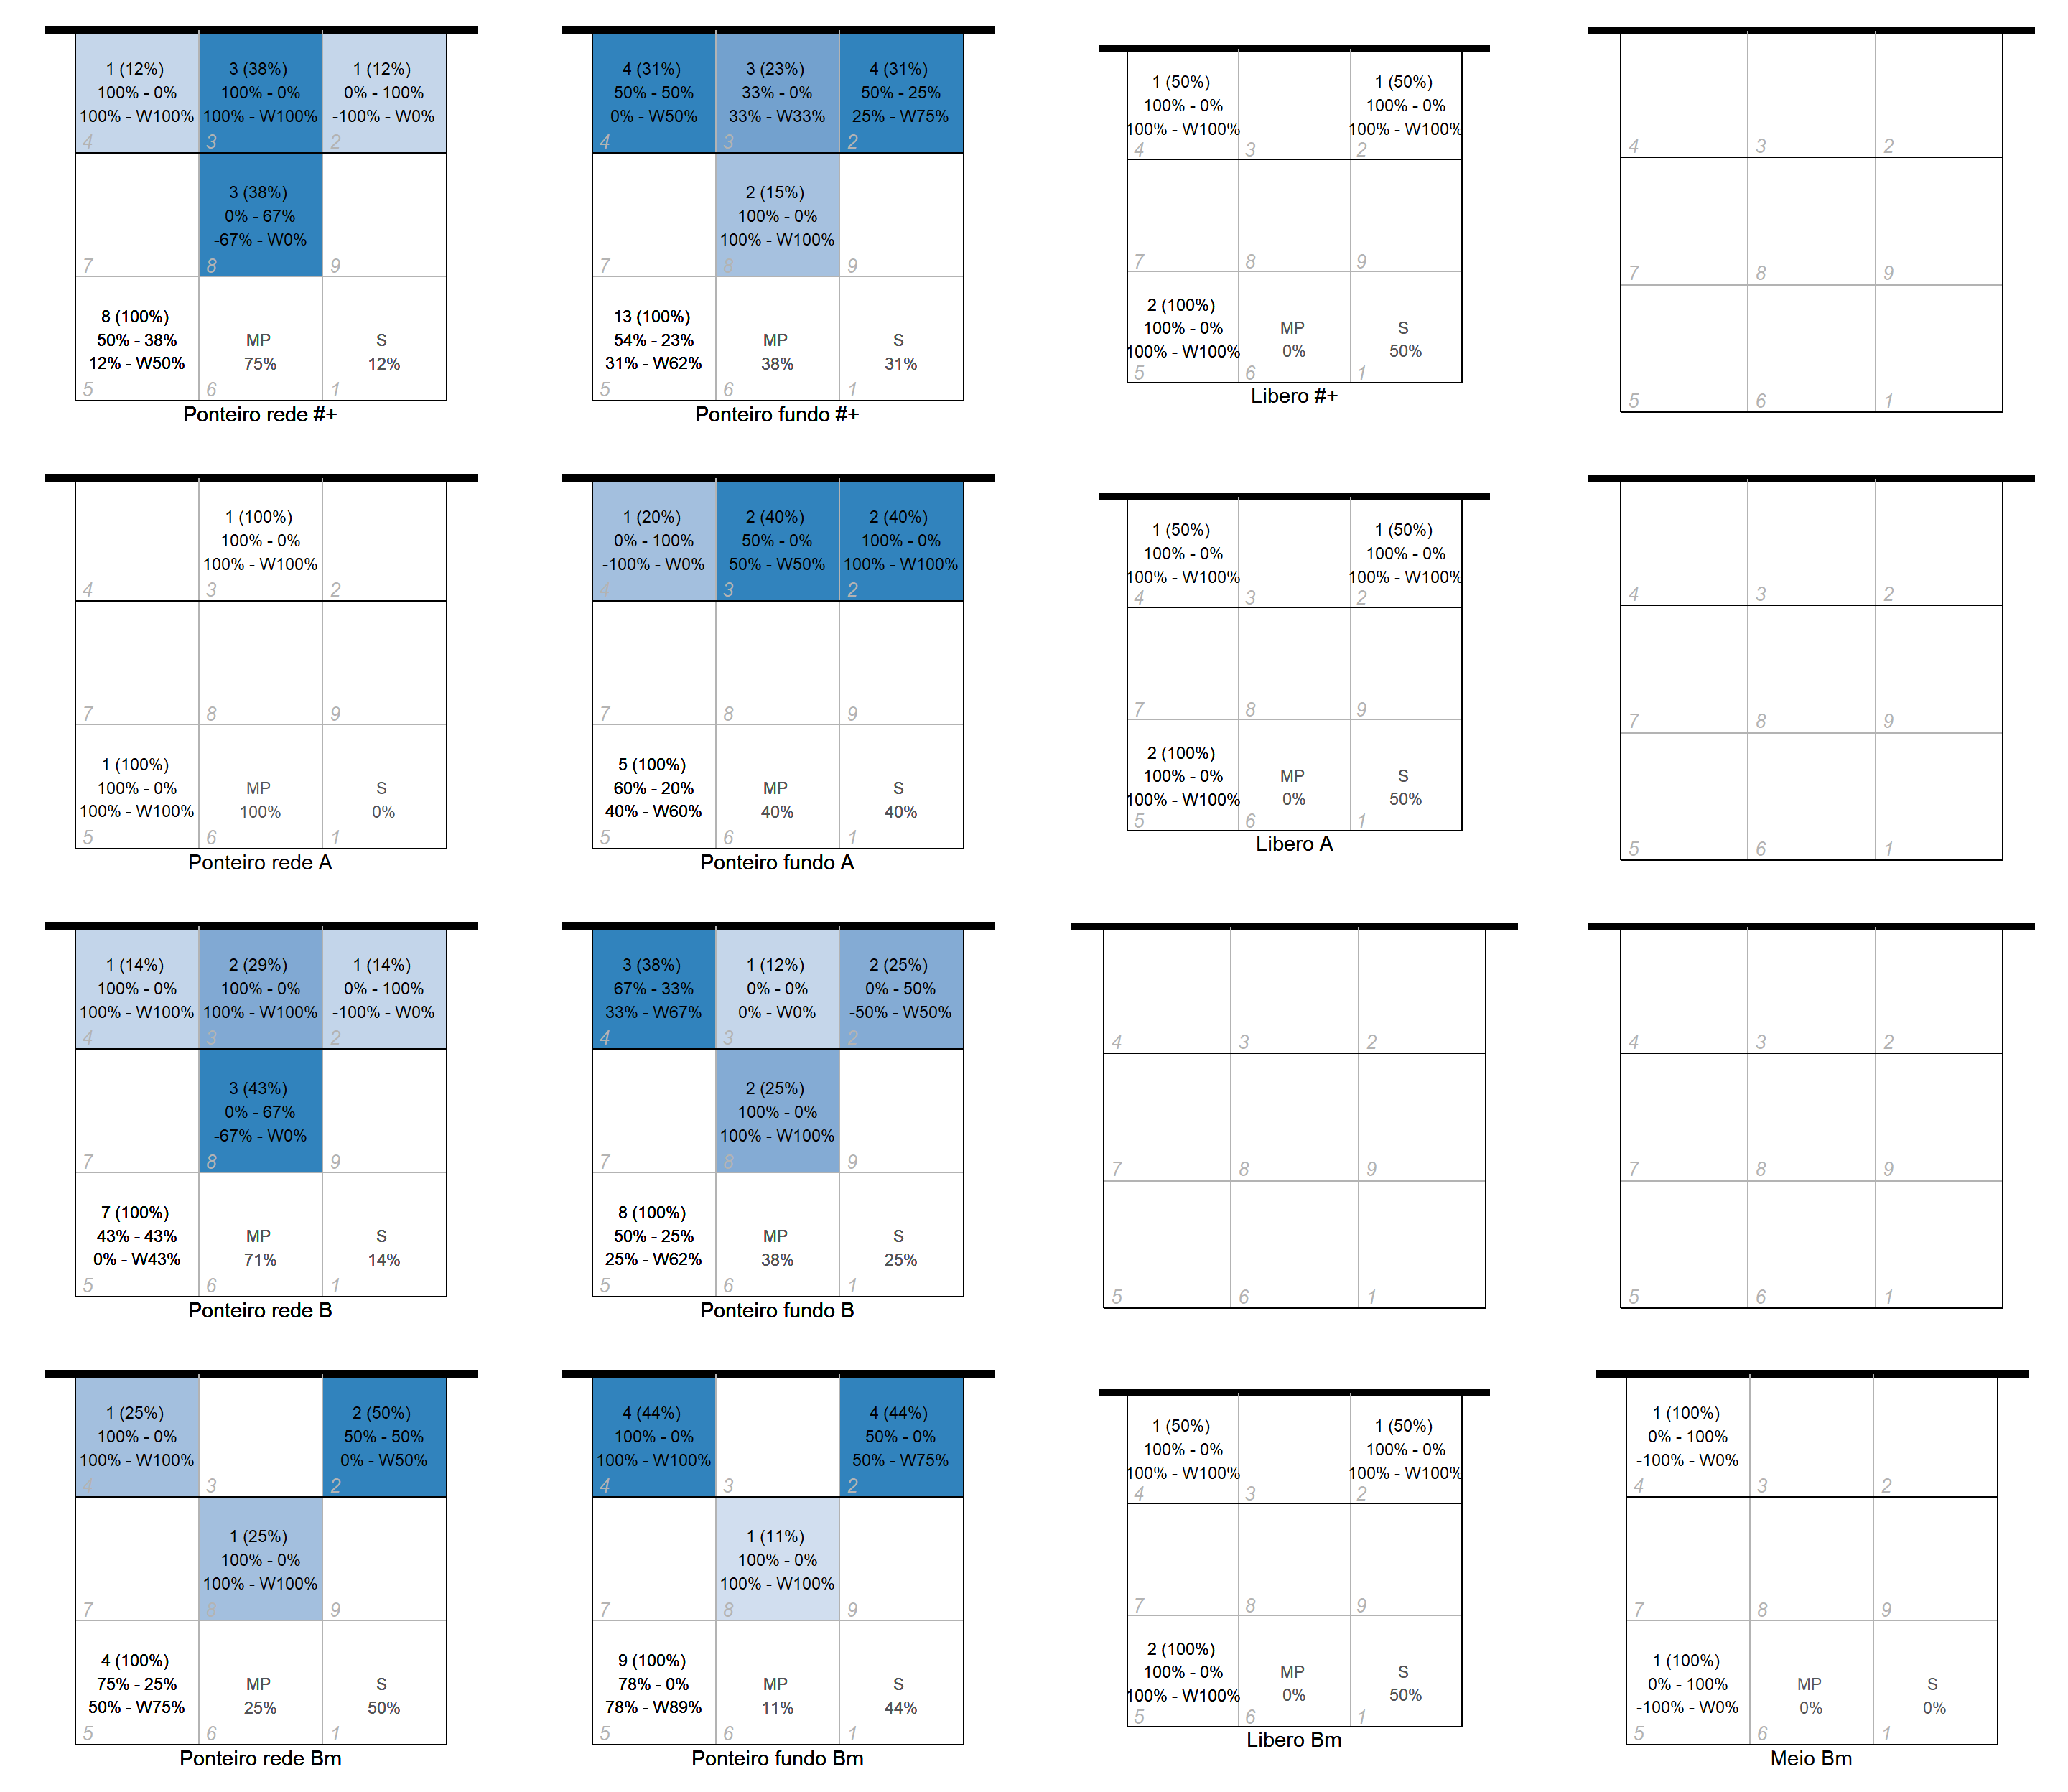 1 (12%)
100% - 0%
100% - W100%
4
3 (38%)
100% - 0%
100% - W100%
3
1 (12%)
0% - 100%
-100% - W0%
2
7
3 (38%)
0% - 67%
-67% - W0%
8
9
8 (100%)
50% - 38%
12% - W50%
5
MP
75%
6
S
12%
1
Ponteiro rede #+
4 (31%)
50% - 50%
0% - W50%
4
3 (23%)
33% - 0%
33% - W33%
3
4 (31%)
50% - 25%
25% - W75%
2
7
2 (15%)
100% - 0%
100% - W100%
8
9
13 (100%)
54% - 23%
31% - W62%
5
MP
38%
6
S
31%
1
Ponteiro fundo #+
1 (50%)
100% - 0%
100% - W100%
4
3
1 (50%)
100% - 0%
100% - W100%
2
7
8
9
2 (100%)
100% - 0%
100% - W100%
5
MP
0%
6
S
50%
1
Libero #+
4
3
2
7
8
9
5
6
1
4
1 (100%)
100% - 0%
100% - W100%
3
2
7
8
9
1 (100%)
100% - 0%
100% - W100%
5
MP
100%
6
S
0%
1
Ponteiro rede A
1 (20%)
0% - 100%
-100% - W0%
4
2 (40%)
50% - 0%
50% - W50%
3
2 (40%)
100% - 0%
100% - W100%
2
7
8
9
5 (100%)
60% - 20%
40% - W60%
5
MP
40%
6
S
40%
1
Ponteiro fundo A
1 (50%)
100% - 0%
100% - W100%
4
3
1 (50%)
100% - 0%
100% - W100%
2
7
8
9
2 (100%)
100% - 0%
100% - W100%
5
MP
0%
6
S
50%
1
Libero A
4
3
2
7
8
9
5
6
1
1 (14%)
100% - 0%
100% - W100%
4
2 (29%)
100% - 0%
100% - W100%
3
1 (14%)
0% - 100%
-100% - W0%
2
7
3 (43%)
0% - 67%
-67% - W0%
8
9
7 (100%)
43% - 43%
0% - W43%
5
MP
71%
6
S
14%
1
Ponteiro rede B
3 (38%)
67% - 33%
33% - W67%
4
1 (12%)
0% - 0%
0% - W0%
3
2 (25%)
0% - 50%
-50% - W50%
2
7
2 (25%)
100% - 0%
100% - W100%
8
9
8 (100%)
50% - 25%
25% - W62%
5
MP
38%
6
S
25%
1
Ponteiro fundo B
4
3
2
7
8
9
5
6
1
4
3
2
7
8
9
5
6
1
1 (25%)
100% - 0%
100% - W100%
4
3
2 (50%)
50% - 50%
0% - W50%
2
7
1 (25%)
100% - 0%
100% - W100%
8
9
4 (100%)
75% - 25%
50% - W75%
5
MP
25%
6
S
50%
1
Ponteiro rede Bm
4 (44%)
100% - 0%
100% - W100%
4
3
4 (44%)
50% - 0%
50% - W75%
2
7
1 (11%)
100% - 0%
100% - W100%
8
9
9 (100%)
78% - 0%
78% - W89%
5
MP
11%
6
S
44%
1
Ponteiro fundo Bm
1 (50%)
100% - 0%
100% - W100%
4
3
1 (50%)
100% - 0%
100% - W100%
2
7
8
9
2 (100%)
100% - 0%
100% - W100%
5
MP
0%
6
S
50%
1
Libero Bm
1 (100%)
0% - 100%
-100% - W0%
4
3
2
7
8
9
1 (100%)
0% - 100%
-100% - W0%
5
MP
0%
6
S
0%
1
Meio Bm